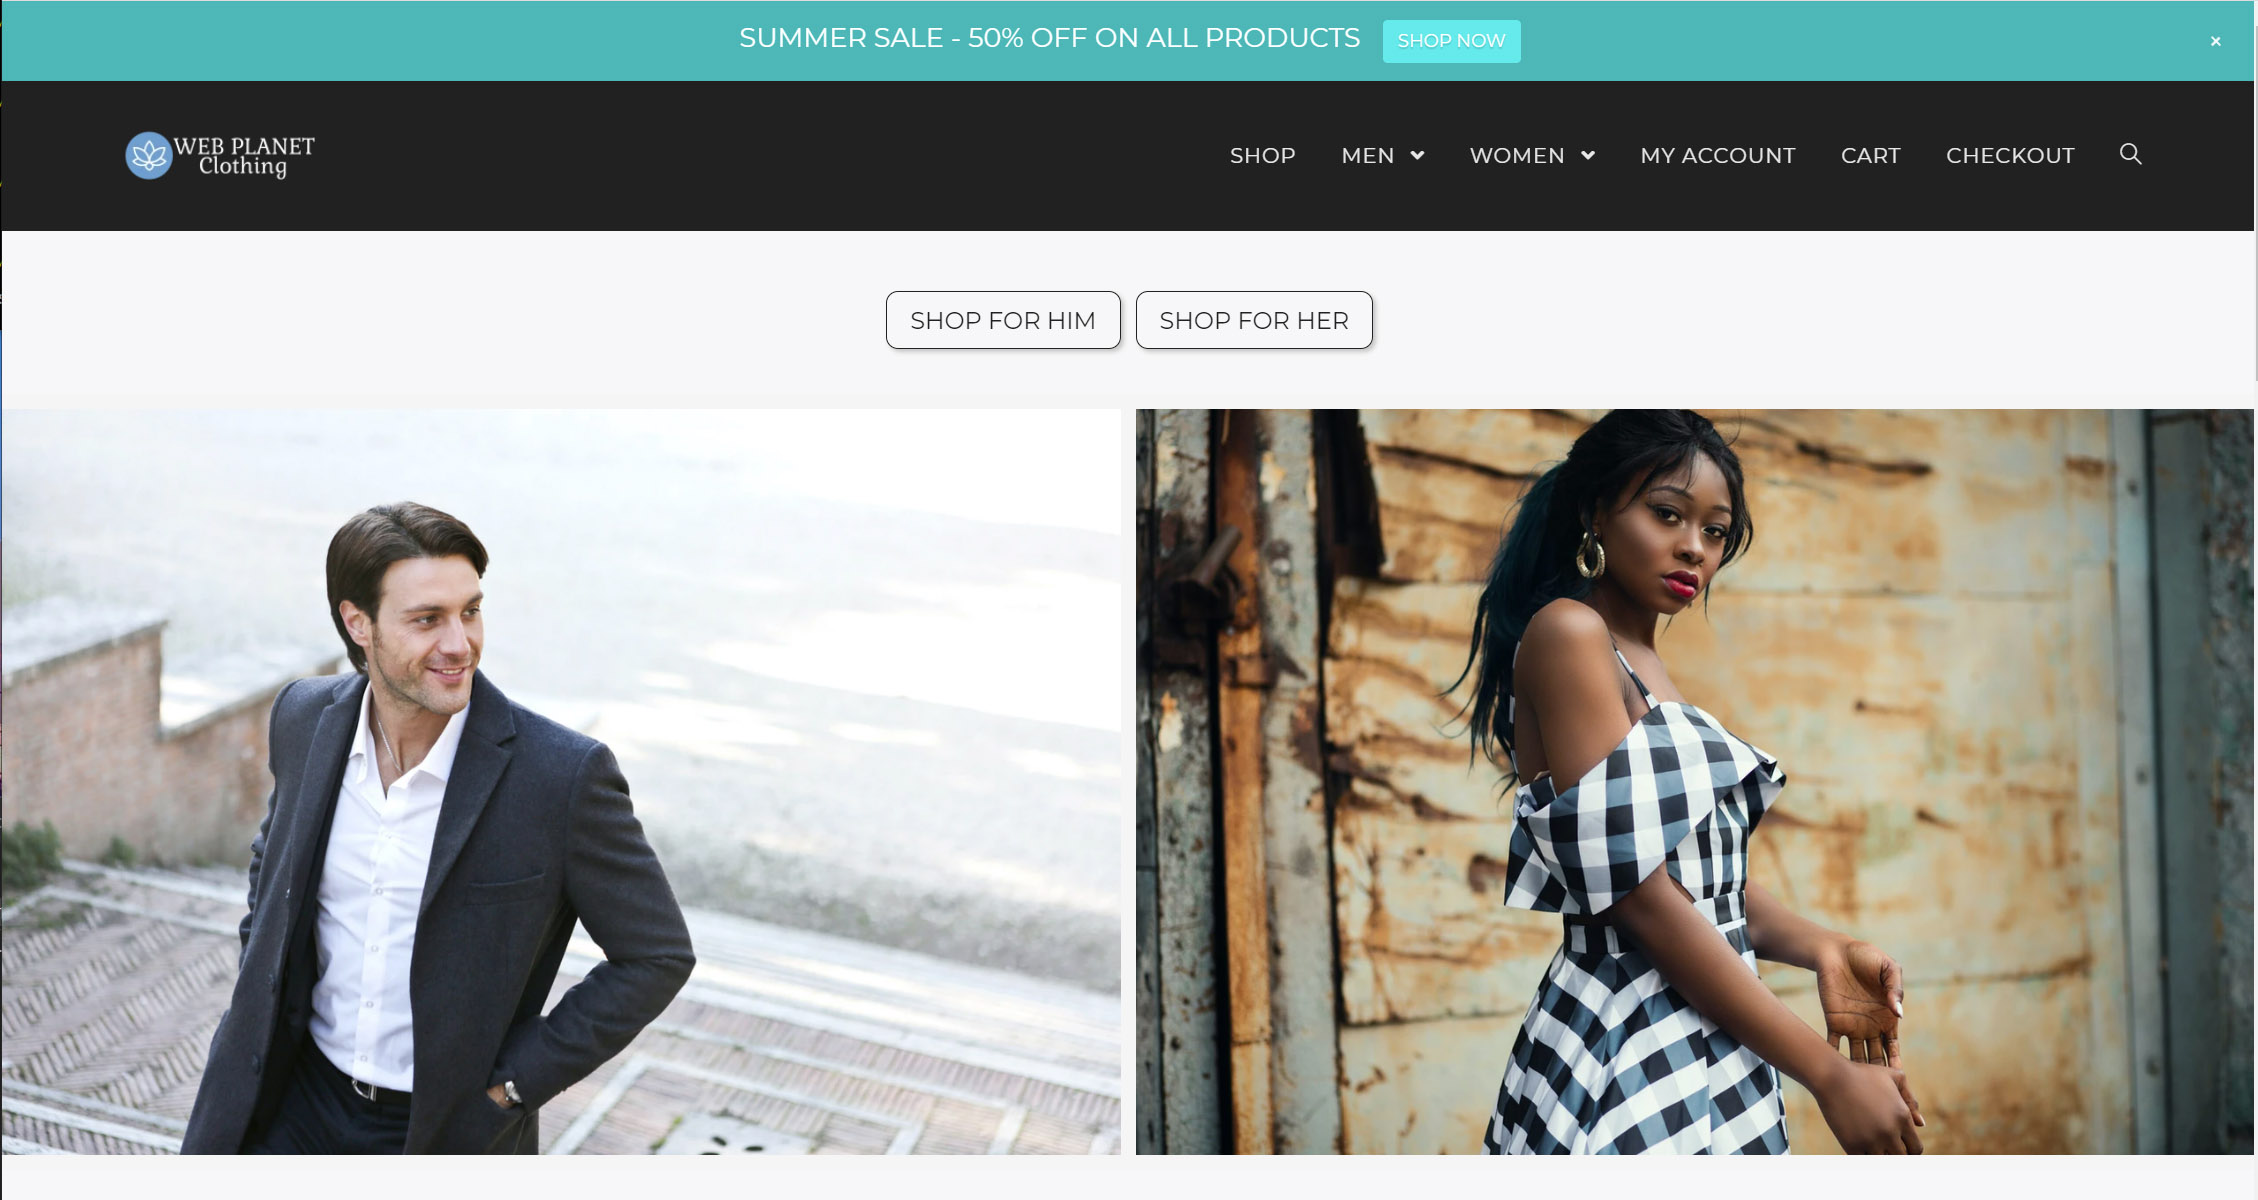 SUMMER SALE - 50% OFF ON ALL PRODUCTS SHOP NOW ×
WEB PLANET
Clothing
SHOP MEN WOMEN MY ACCOUNT CART CHECKOUT
SHOP FOR HIM SHOP FOR HER